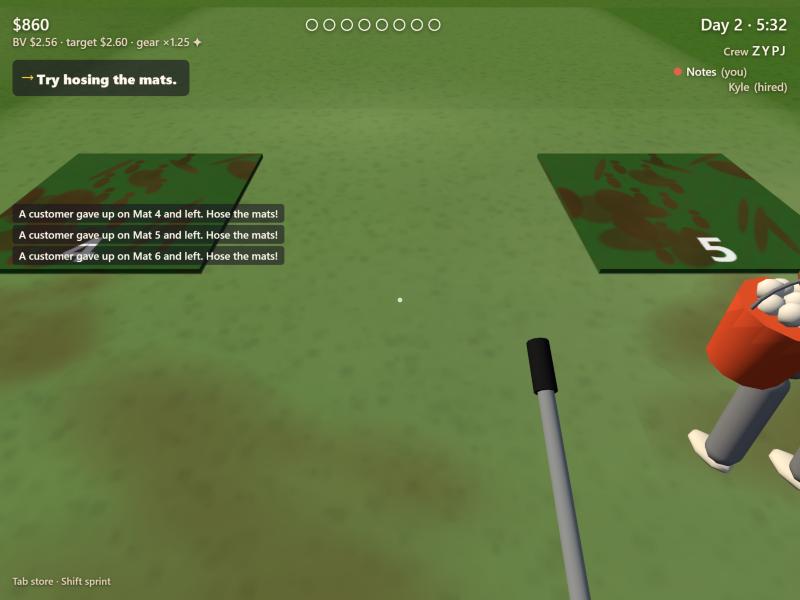 $860
BV $2.56 · target $2.60 · gear ×1.25 ✦
→Try hosing the mats.
Day 2 · 5:32
Crew ZYPJ
Notes (you)
Kyle (hired)
A customer gave up on Mat 4 and left. Hose the mats!
A customer gave up on Mat 5 and left. Hose the mats!
A customer gave up on Mat 6 and left. Hose the mats!
5
Tab store · Shift sprint